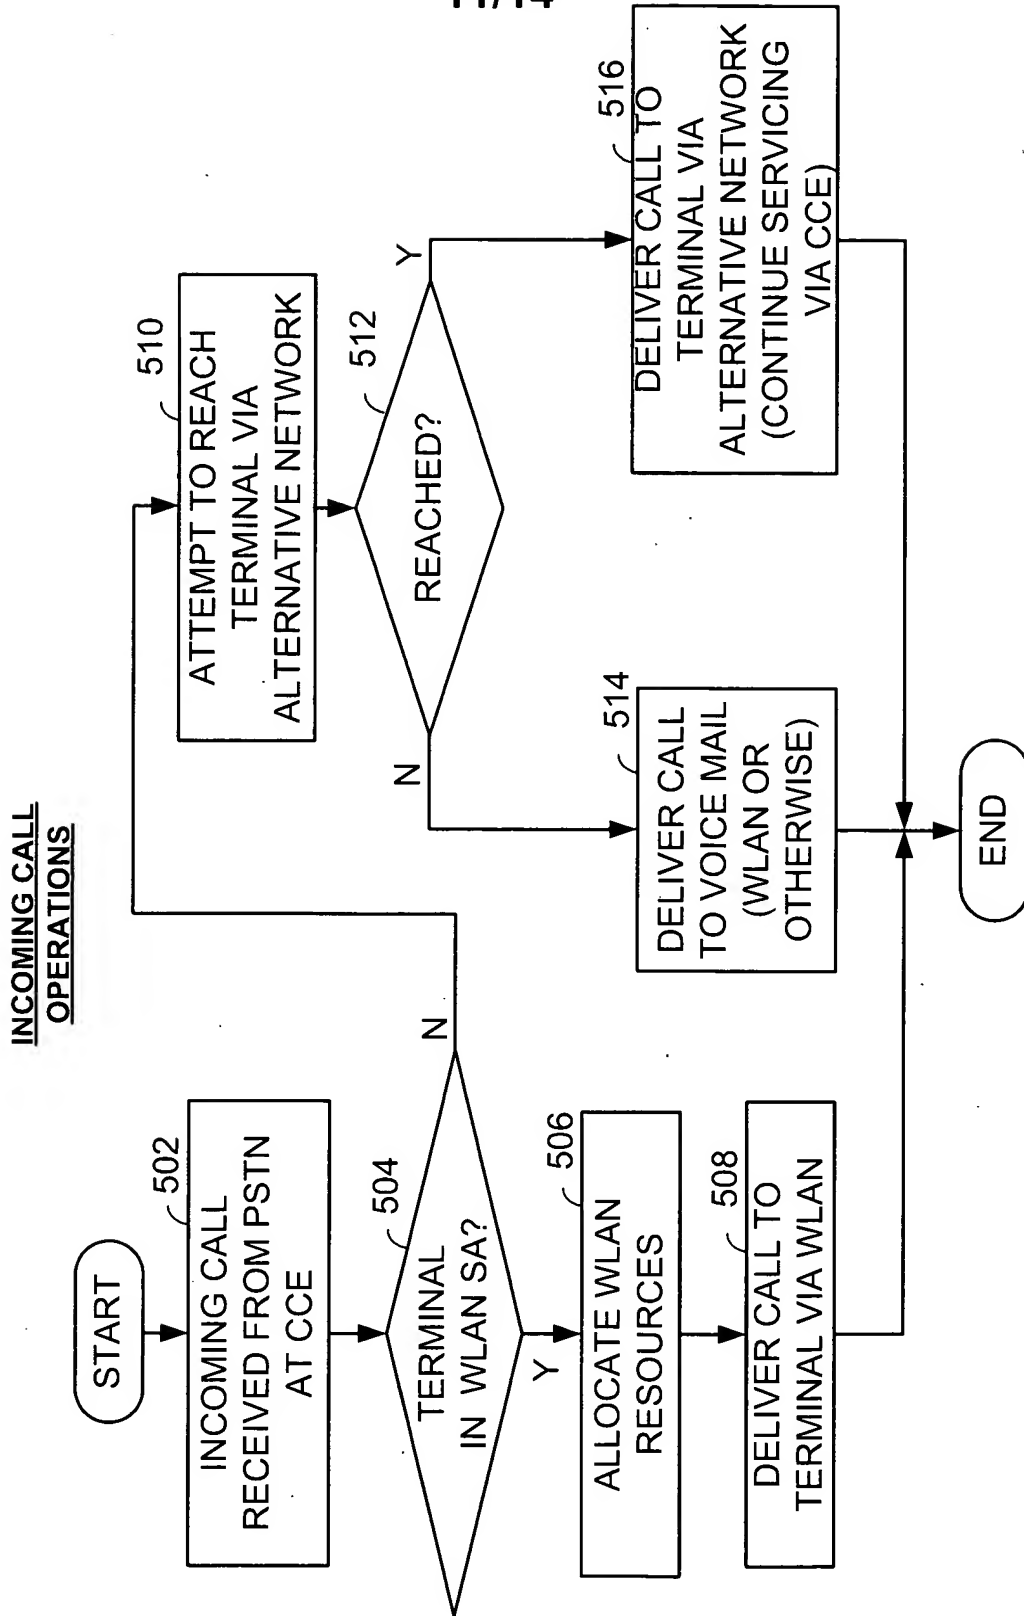 11/14
INCOMING CALL
OPERATIONS
START
502
INCOMING CALL
RECEIVED FROM PSTN
AT CCE
504
TERMINAL
IN WLAN SA?
N
Y
506
ALLOCATE WLAN
RESOURCES
508
DELIVER CALL TO
TERMINAL VIA WLAN
510
ATTEMPT TO REACH
TERMINAL VIA
ALTERNATIVE NETWORK
512
REACHED?
N
Y
514
DELIVER CALL
TO VOICE MAIL
(WLAN OR
OTHERWISE)
516
DELIVER CALL TO
TERMINAL VIA
ALTERNATIVE NETWORK
(CONTINUE SERVICING
VIA CCE)
END